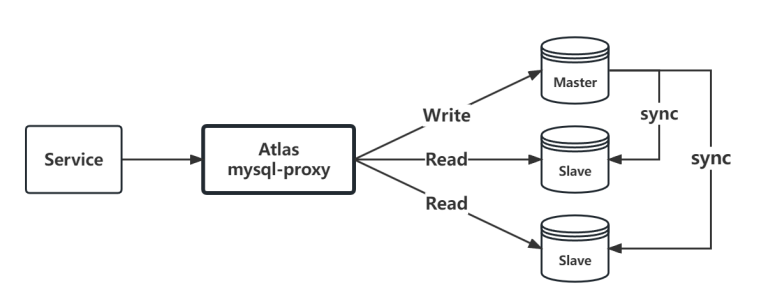 Service
Atlas
mysql-proxy
Write
Read
Read
Master
Slave
Slave
sync
sync